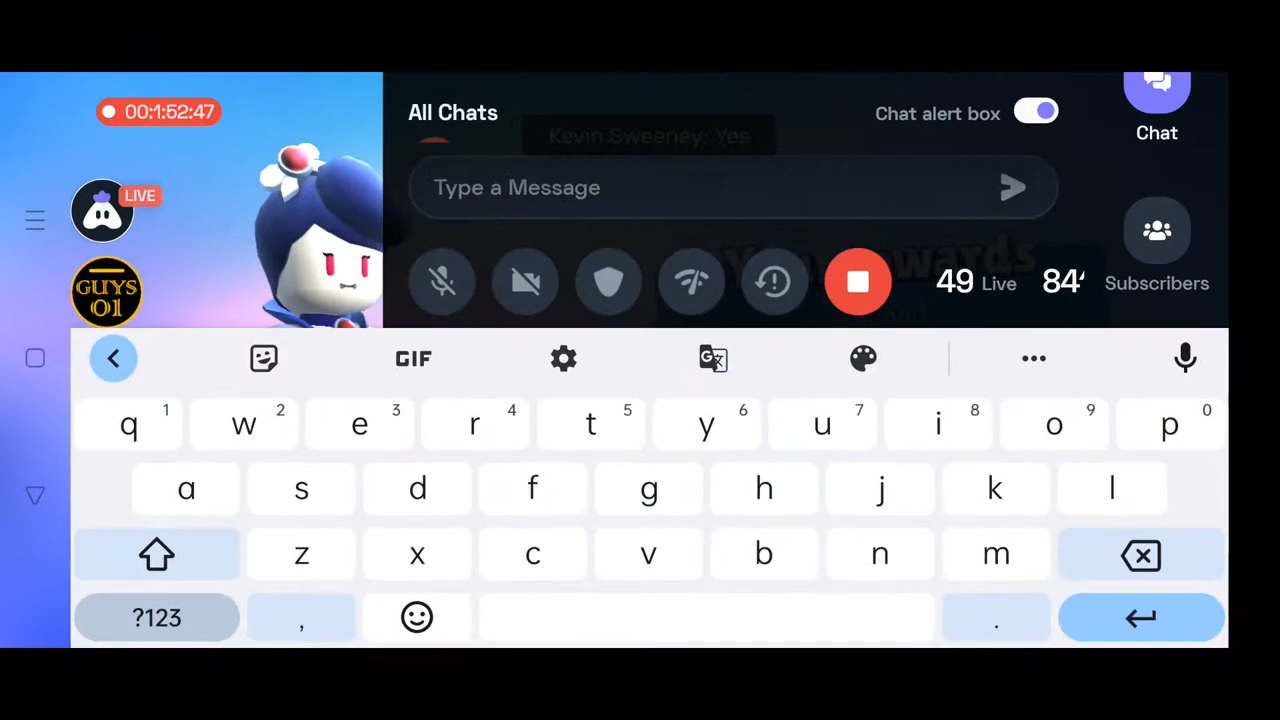 00:1:52:47
All Chats
Chat alert box
Chat
Kevin Sweeney: Yes
LIVE
Type a Message
GUYS
01
49 Live
84
Subscribers
GIF
q 1 w 2 e 3 r 4 t 5 y 6 u 7 i 8 o 9 p 0
a s d f g h j k l
z x c v b n m
?123 , .